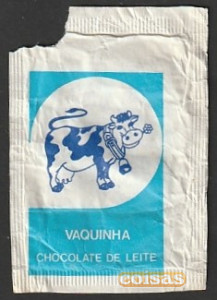 VAQUINHA
CHOCOLATE DE LEITE
coisas